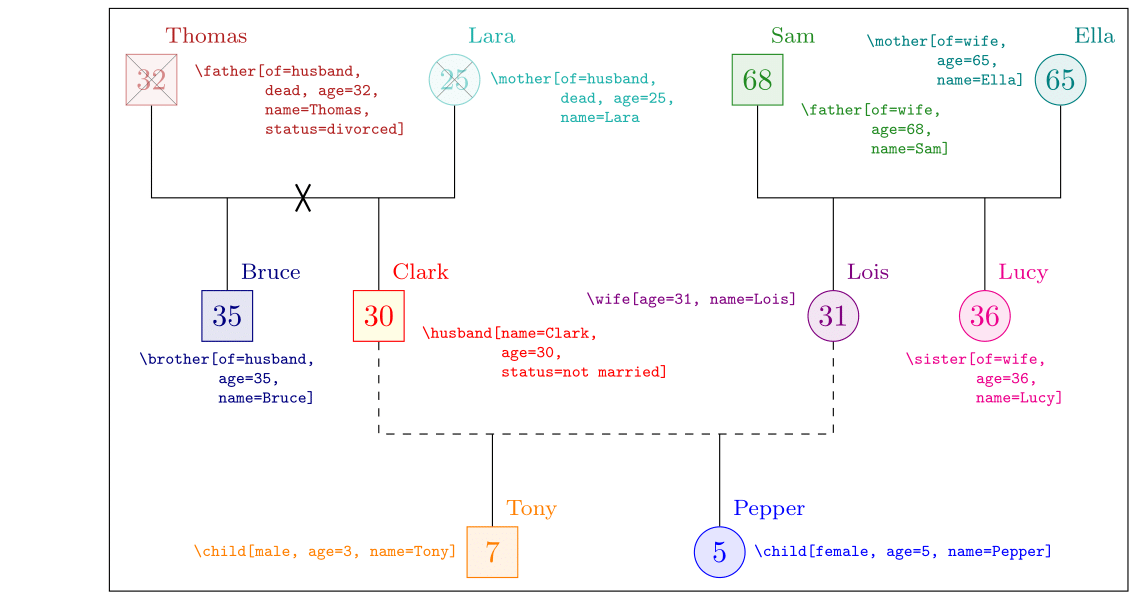 Thomas
32
\father[of=husband,
dead, age=32,
name=Thomas,
status=divorced]
Lara
25
\mother[of=husband,
dead, age=25,
name=Lara
Sam
68
\father[of=wife,
age=68,
name=Sam]
\mother[of=wife,
age=65,
name=Ella]
Ella
65
Bruce
35
\brother[of=husband,
age=35,
name=Bruce]
Clark
30
\husband[name=Clark,
age=30,
status=not married]
\wife[age=31, name=Lois]
Lois
31
Lucy
36
\sister[of=wife,
age=36,
name=Lucy]
Tony
\child[male, age=3, name=Tony]
7
Pepper
5
\child[female, age=5, name=Pepper]